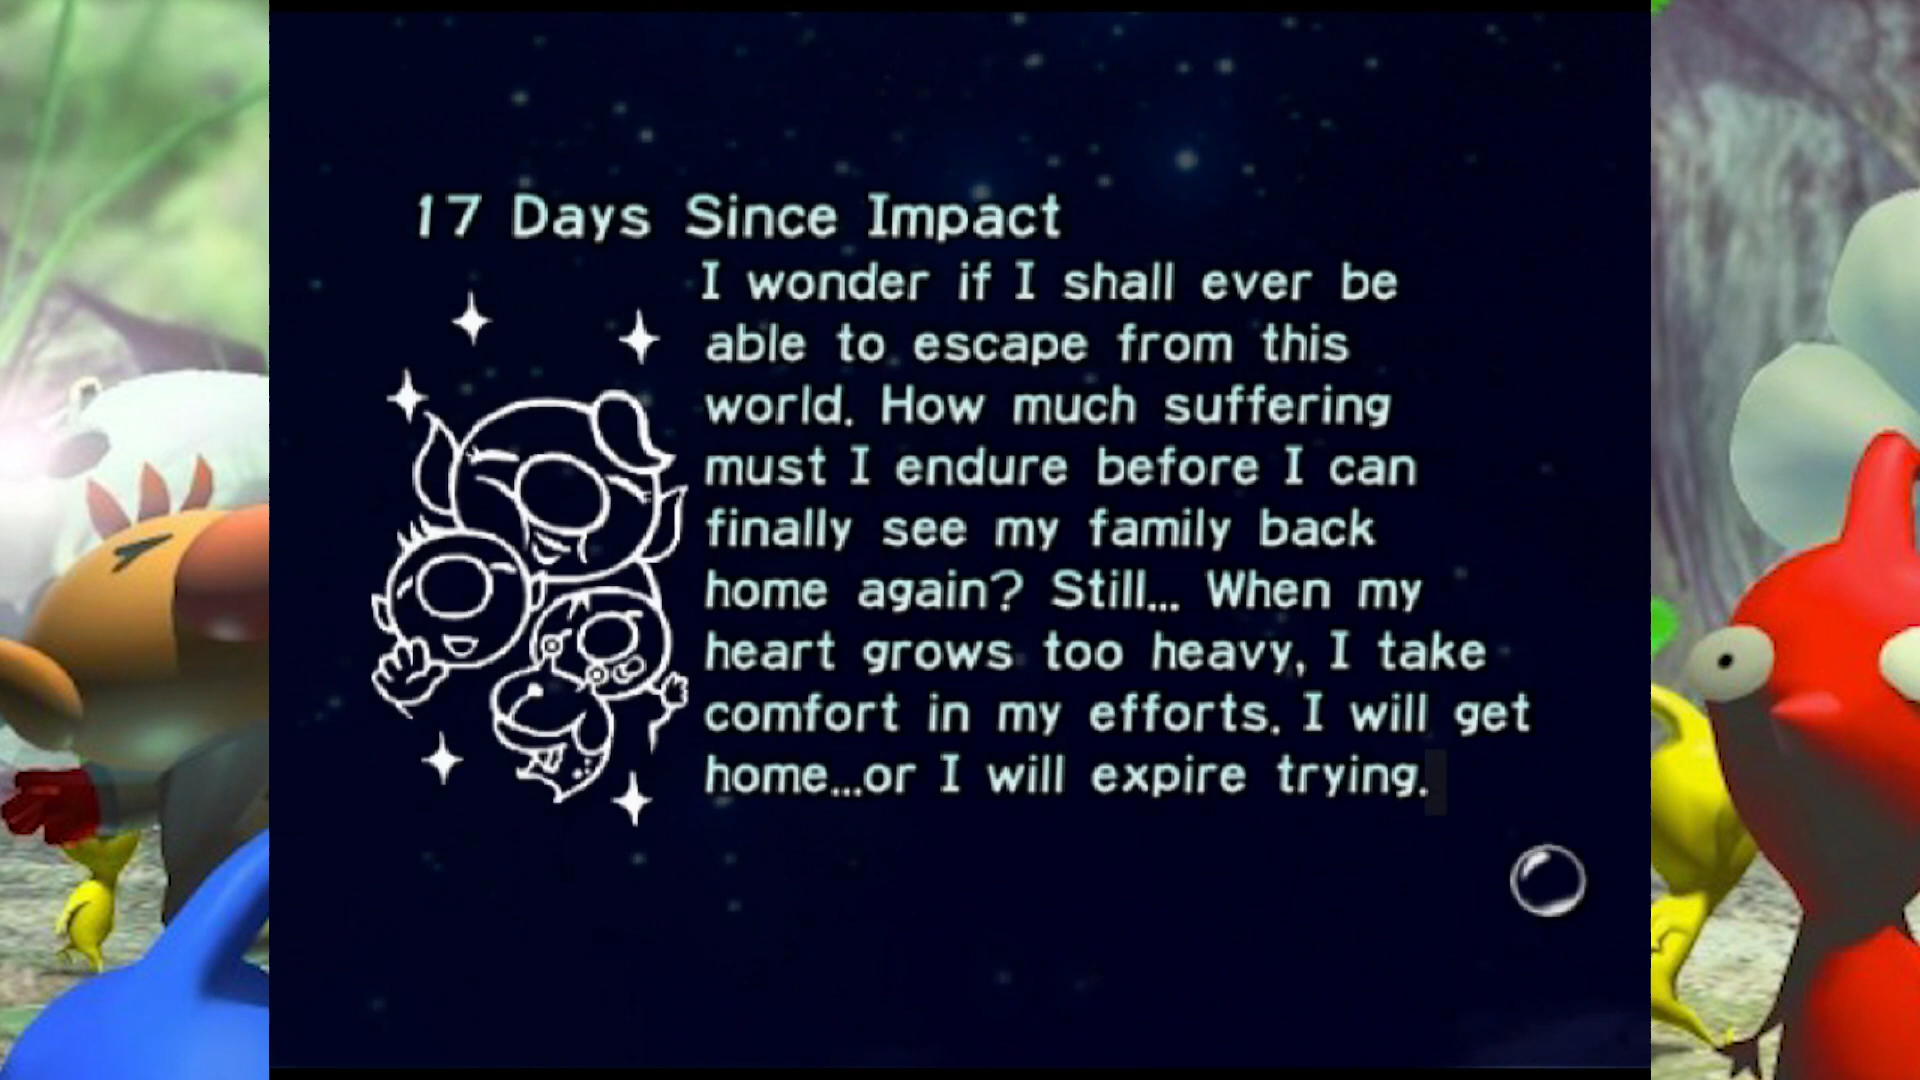 17 Days Since Impact
I wonder if I shall ever be
able to escape from this
world. How much suffering
must I endure before I can
finally see my family back
home again? Still... When my
heart grows too heavy, I take
comfort in my efforts. I will get
home...or I will expire trying.